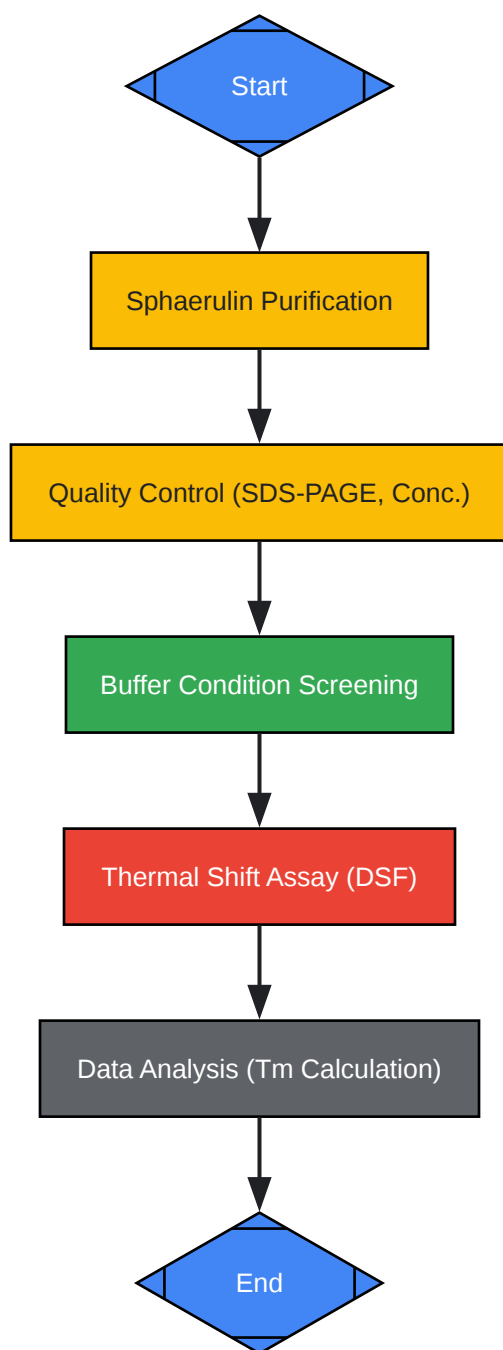 Start
Sphaerulin Purification
Quality Control (SDS-PAGE, Conc.)
Buffer Condition Screening
Thermal Shift Assay (DSF)
Data Analysis (Tm Calculation)
End